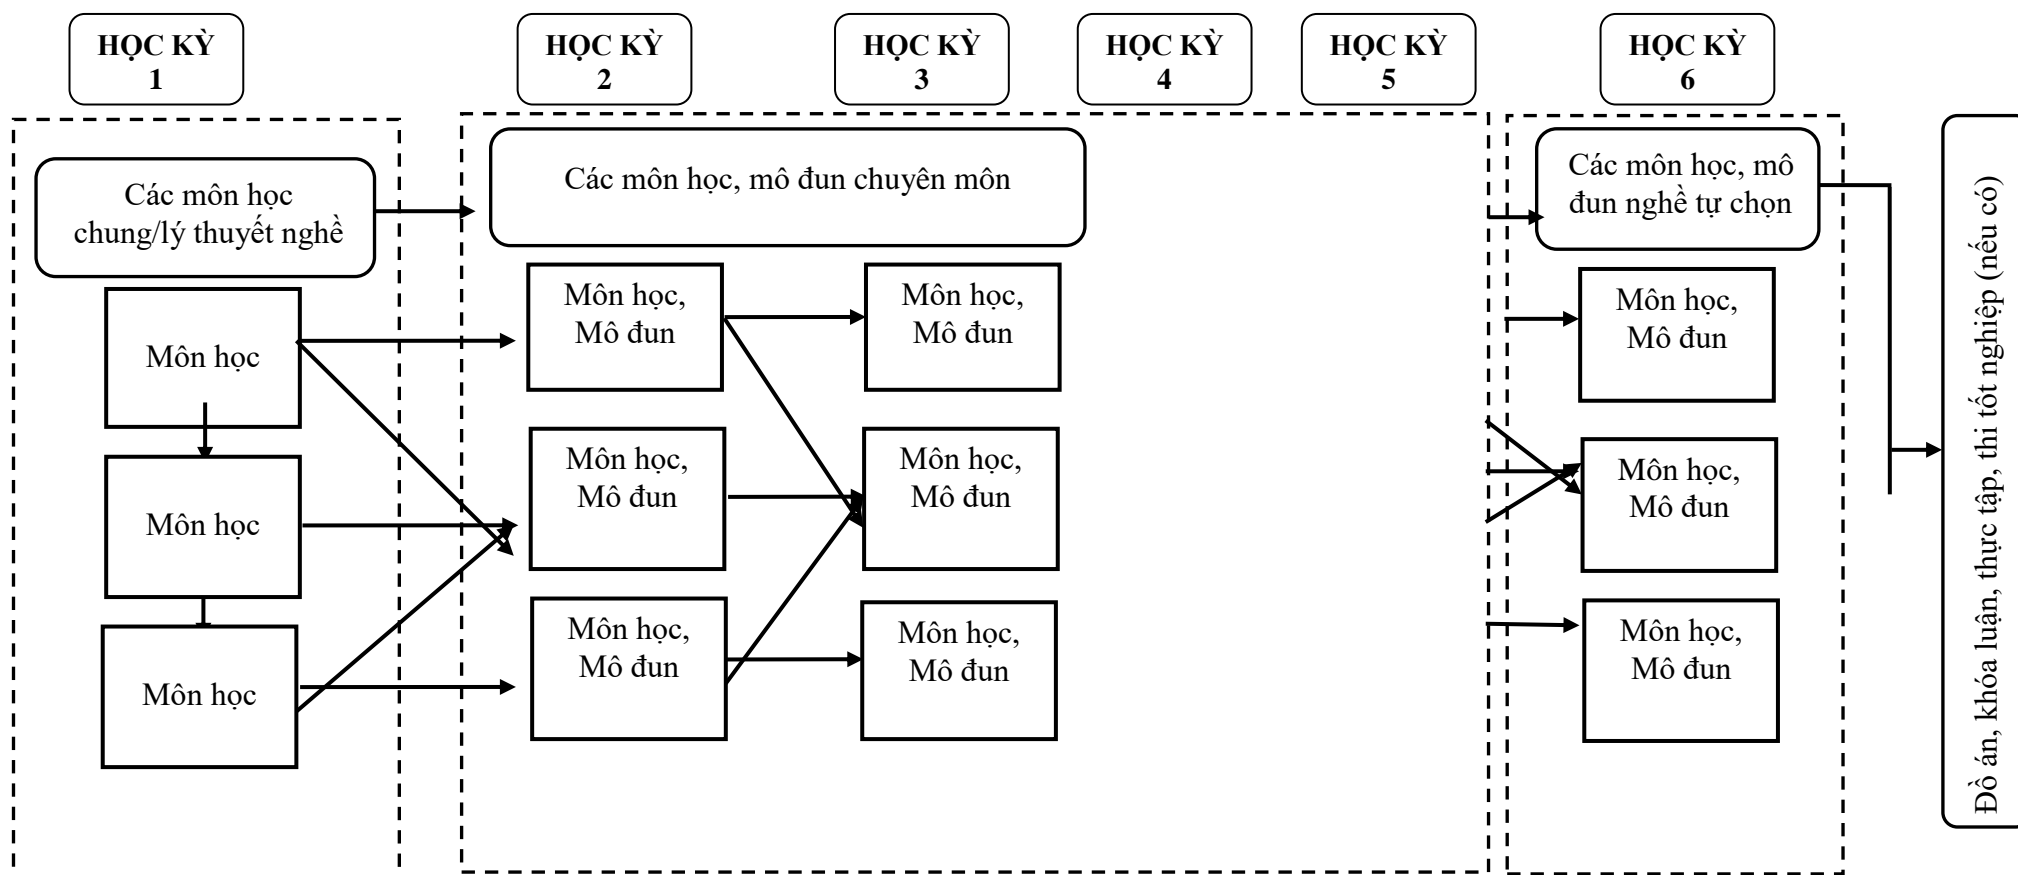 HỌC KỲ
1
HỌC KỲ
2
HỌC KỲ
3
HỌC KỲ
4
HỌC KỲ
5
HỌC KỲ
6
Các môn học
chung/lý thuyết nghề
Các môn học, mô đun chuyên môn
Các môn học, mô
đun nghề tự chọn
Môn học
Môn học
Môn học
Môn học,
Mô đun
Môn học,
Mô đun
Môn học,
Mô đun
Môn học,
Mô đun
Môn học,
Mô đun
Môn học,
Mô đun
Môn học,
Mô đun
Môn học,
Mô đun
Môn học,
Mô đun
Đồ án, khóa luận, thực tập, thi tốt nghiệp (nếu có)